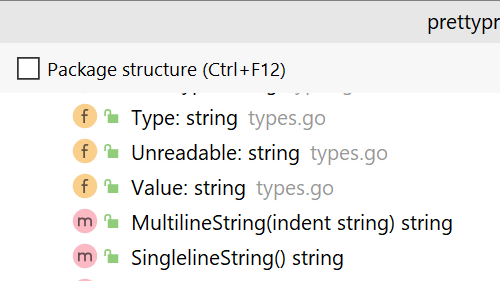 prettypr
Package structure (Ctrl+F12)
f Type: string types.go
f Unreadable: string types.go
f Value: string types.go
m MultilineString(indent string) string
m SinglelineString() string